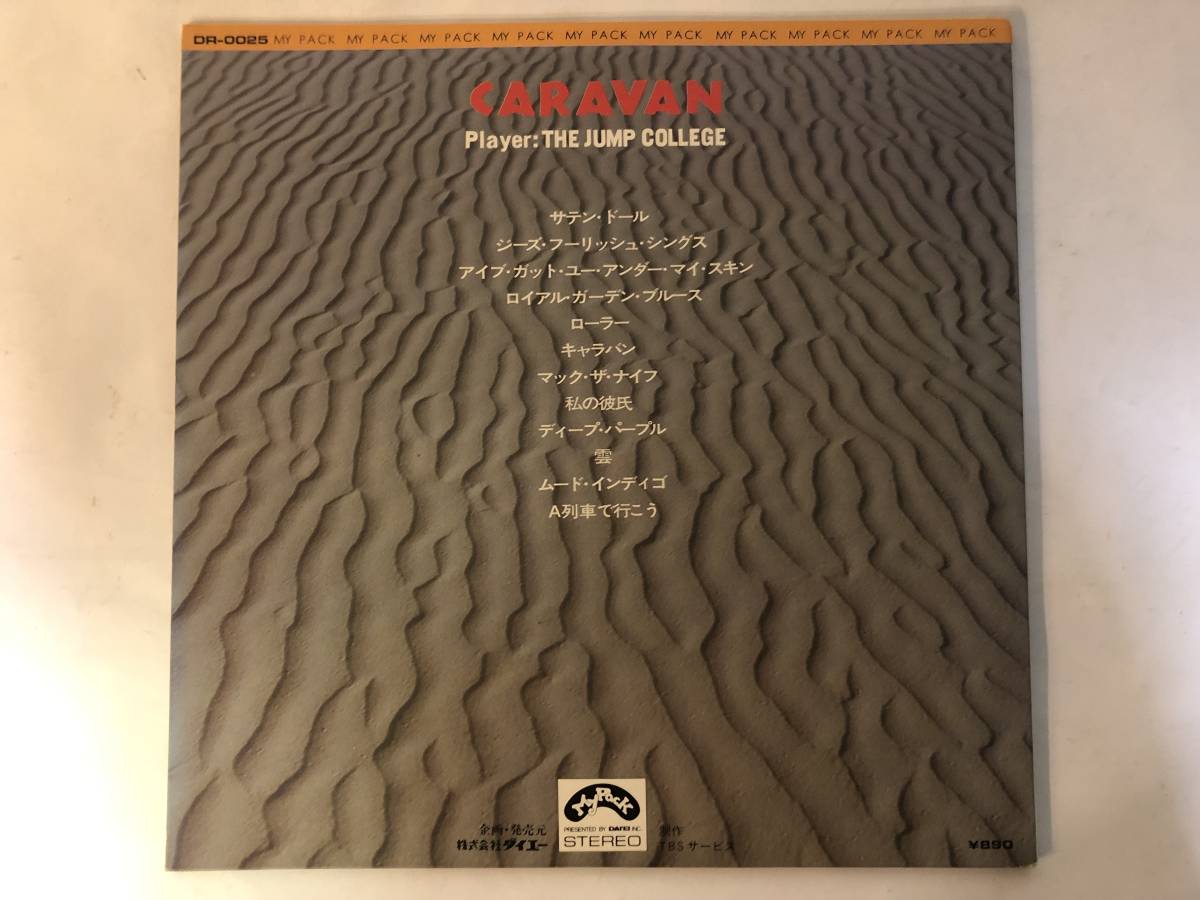 DR-0025 MY PACK MY PACK MY PACK MY PACK MY PACK MY PACK MY PACK MY PACK MY PACK MY PACK
CARAVAN
Player: THE JUMP COLLEGE
サテン・ドール
ジーズ・フーリッシュ・シングス
アイブ・ガット・ユー・アンダー・マイ・スキン
ロイアル・ガーデン・ブルース
ローラー
キャラバン
マック・ザ・ナイフ
私の彼氏
ディープ・パープル
雲
ムード・インディゴ
A列車で行こう
企画・発売元
株式会社ダイエー
My Pack
PRESENTED BY DAIEI INC.
STEREO
制作
TBSサービス
¥890